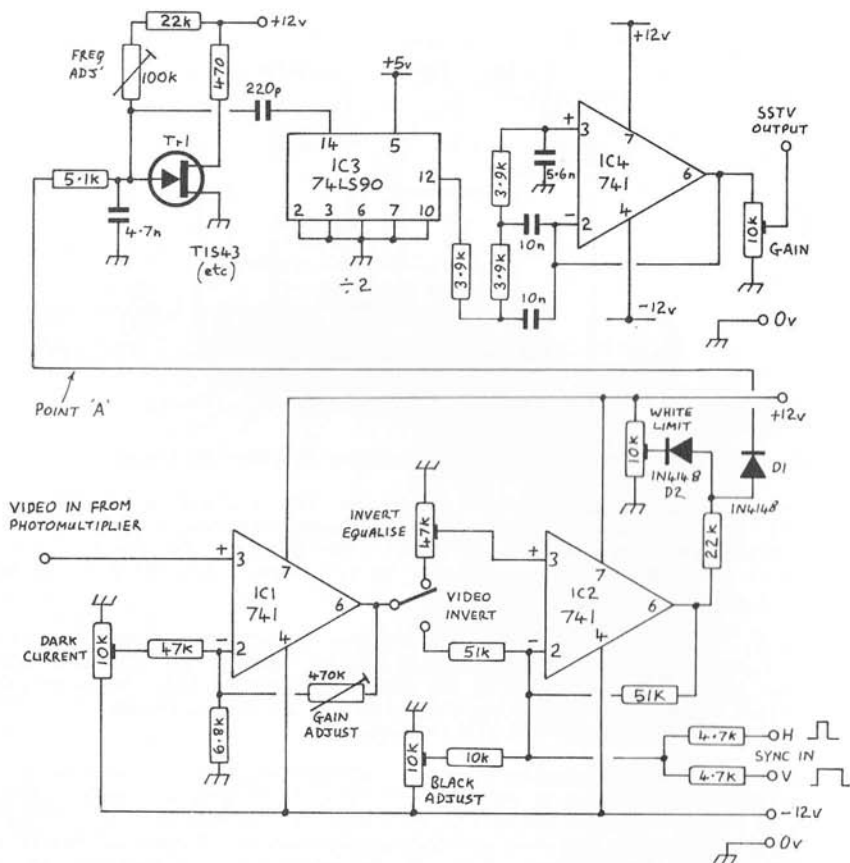 22k
+12v
FREQ
ADJ'
100k
470
220p
+5v
+12v
SSTV
OUTPUT
Tr1
5.1k
4.7n
TIS43
(etc)
14
5
IC3
74LS90
12
2 3 6 7 10
÷2
3.9k
3.9k
3.9k
5.6n
10n
10n
+
3
7
IC4
741
6
-
2
4
10k
GAIN
-12v
0v
POINT 'A'
+12v
WHITE
LIMIT
10k
1N4148
D2
D1
1N4148
22k
VIDEO IN FROM
PHOTOMULTIPLIER
INVERT
EQUALISE
47k
+
3
7
IC1
741
6
-
2
4
VIDEO
INVERT
+
3
7
IC2
741
6
-
2
4
DARK
CURRENT
10k
47k
470k
GAIN
ADJUST
6.8k
51k
51k
10k
10k
BLACK
ADJUST
4.7k
H
SYNC IN
4.7k
V
-12v
0v